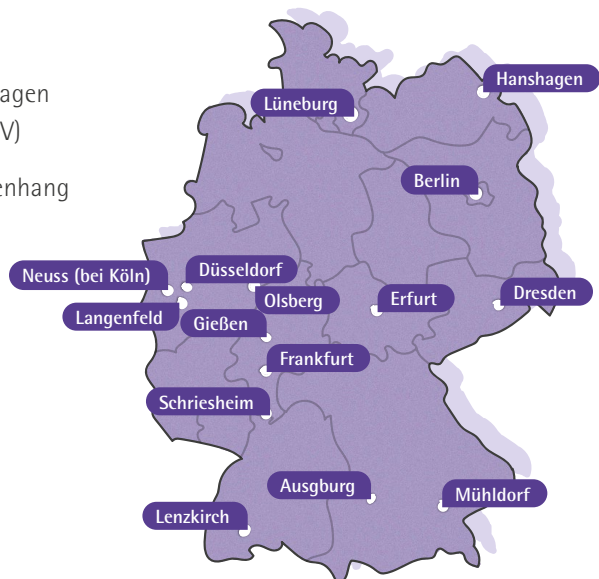 agen
V)
enhang
Hanshagen
Lüneburg
Berlin
Neuss (bei Köln)
Düsseldorf
Langenfeld
Olsberg
Erfurt
Dresden
Gießen
Frankfurt
Schriesheim
Ausgburg
Mühldorf
Lenzkirch